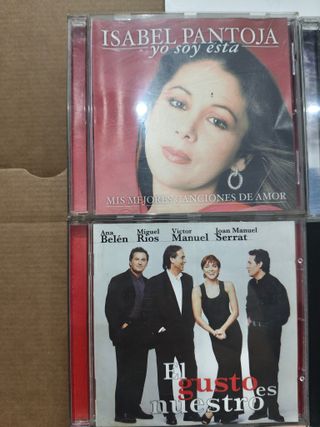 ISABEL PANTOJA
yo soy esta
MIS MEJORES CANCIONES DE AMOR
Ana Belén
Miguel Ríos
Víctor Manuel
Joan Manuel Serrat
El
gusto es
nuestro